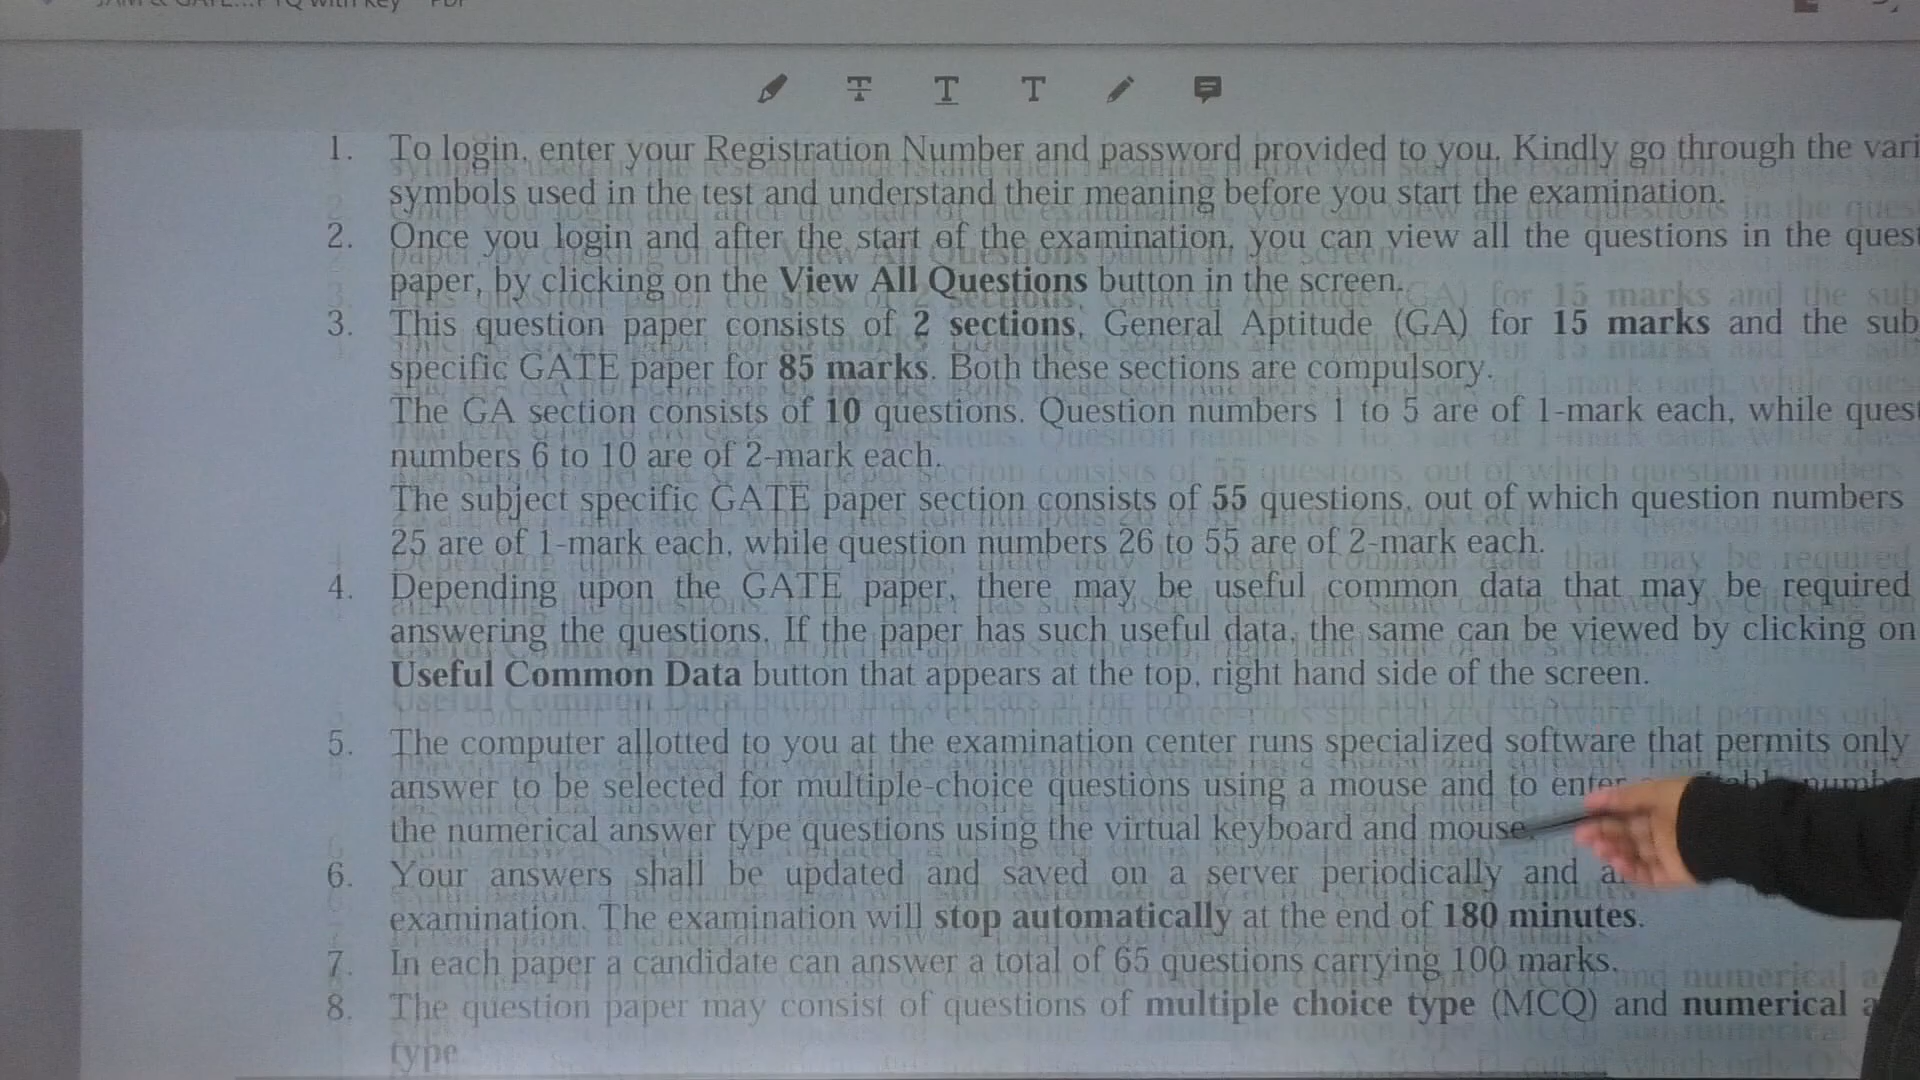 PYQ with Key PDF
1. To login, enter your Registration Number and password provided to you. Kindly go through the vari
symbols used in the test and understand their meaning before you start the examination.
2. Once you login and after the start of the examination, you can view all the questions in the quest
paper, by clicking on the View All Questions button in the screen.
3. This question paper consists of 2 sections, General Aptitude (GA) for 15 marks and the sub
specific GATE paper for 85 marks. Both these sections are compulsory.
The GA section consists of 10 questions. Question numbers 1 to 5 are of 1-mark each, while quest
numbers 6 to 10 are of 2-mark each.
The subject specific GATE paper section consists of 55 questions, out of which question numbers
25 are of 1-mark each, while question numbers 26 to 55 are of 2-mark each.
4. Depending upon the GATE paper, there may be useful common data that may be required
answering the questions. If the paper has such useful data, the same can be viewed by clicking on
Useful Common Data button that appears at the top, right hand side of the screen.
5. The computer allotted to you at the examination center runs specialized software that permits only
answer to be selected for multiple-choice questions using a mouse and to enter
the numerical answer type questions using the virtual keyboard and mouse.
6. Your answers shall be updated and saved on a server periodically and
examination. The examination will stop automatically at the end of 180 minutes.
7. In each paper a candidate can answer a total of 65 questions carrying 100 marks.
8. The question paper may consist of questions of multiple choice type (MCQ) and numerical a
type